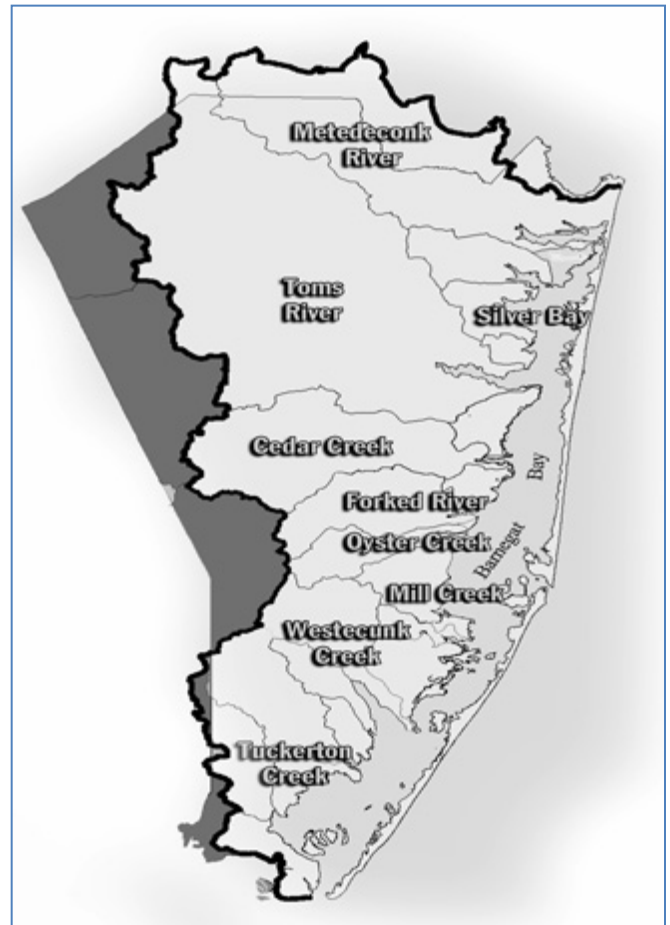 Metedeconk
River
Toms
River
Silver Bay
Cedar Creek
Bay
Forked River
Barnegat
Oyster Creek
Mill Creek
Westecunk
Creek
Tuckerton
Creek